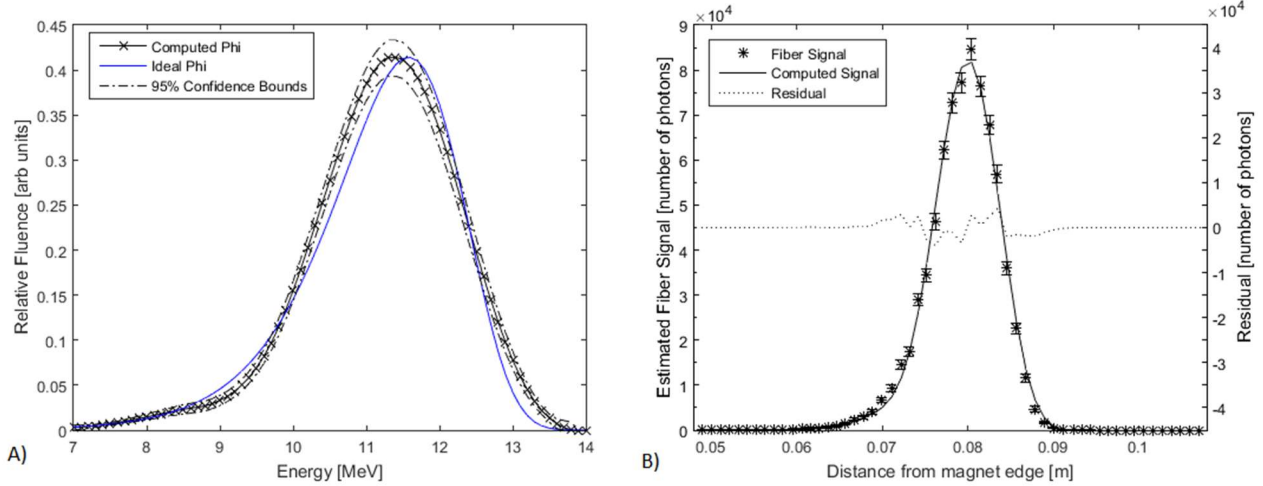 0.45
0.4
0.35
0.3
0.25
0.2
0.15
0.1
0.05
0
7 8 9 10 11 12 13 14
Relative Fluence [arb units]
Energy [MeV]
Computed Phi
Ideal Phi
95% Confidence Bounds
A)
×10⁴
9
8
7
6
5
4
3
2
1
0
0.05 0.06 0.07 0.08 0.09 0.1
Estimated Fiber Signal [number of photons]
Distance from magnet edge [m]
Fiber Signal
Computed Signal
Residual
×10⁴
4
3
2
1
0
-1
-2
-3
-4
Residual [number of photons]
B)